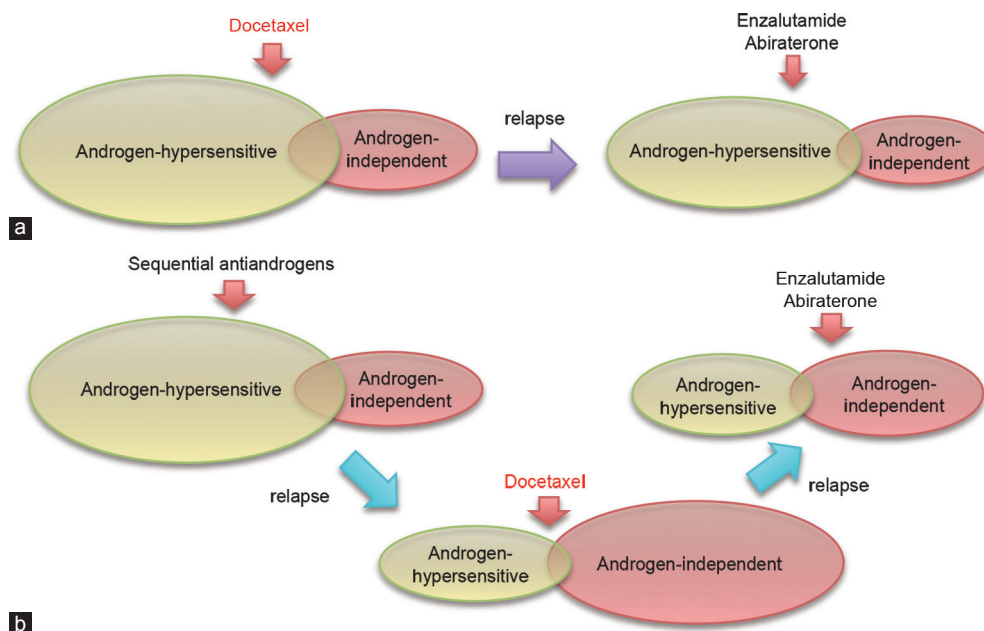 Docetaxel
Androgen-hypersensitive
Androgen-
independent
relapse
Enzalutamide
Abiraterone
Androgen-hypersensitive
Androgen-
independent
a
Sequential antiandrogens
Androgen-hypersensitive
Androgen-
independent
relapse
Docetaxel
Androgen-
hypersensitive
Androgen-independent
relapse
Enzalutamide
Abiraterone
Androgen-
hypersensitive
Androgen-
independent
b